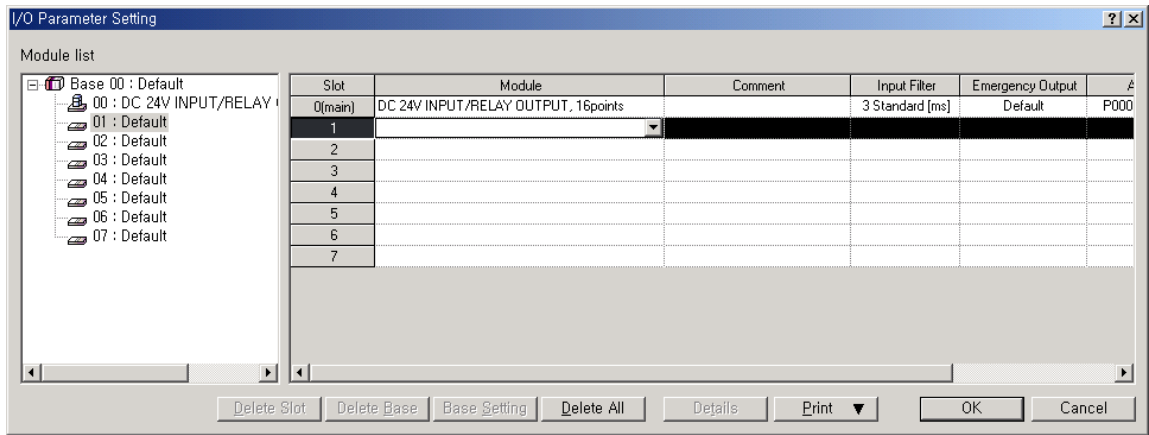 I/O Parameter Setting
Module list
Base 00 : Default
00 : DC 24V INPUT/RELAY
01 : Default
02 : Default
03 : Default
04 : Default
05 : Default
06 : Default
07 : Default
Slot Module Comment Input Filter Emergency Output
0(main) DC 24V INPUT/RELAY OUTPUT, 16points 3 Standard [ms] Default P000
1
2
3
4
5
6
7
Delete Slot Delete Base Base Setting Delete All Details Print ▼ OK Cancel